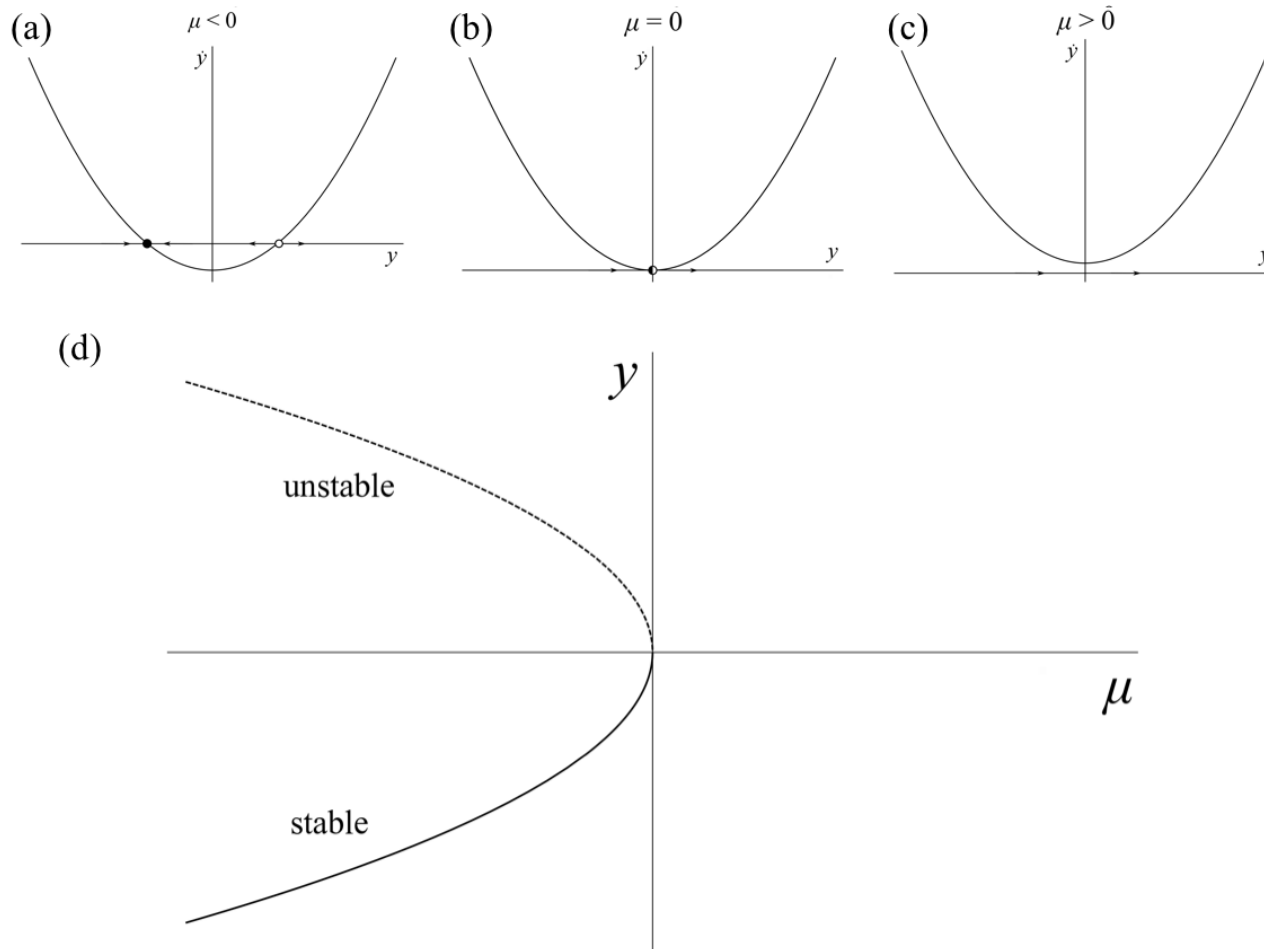 (a)
μ < 0
ẏ
y
(b)
μ = 0
ẏ
y
(c)
μ > 0
ẏ
y
(d)
y
unstable
μ
stable